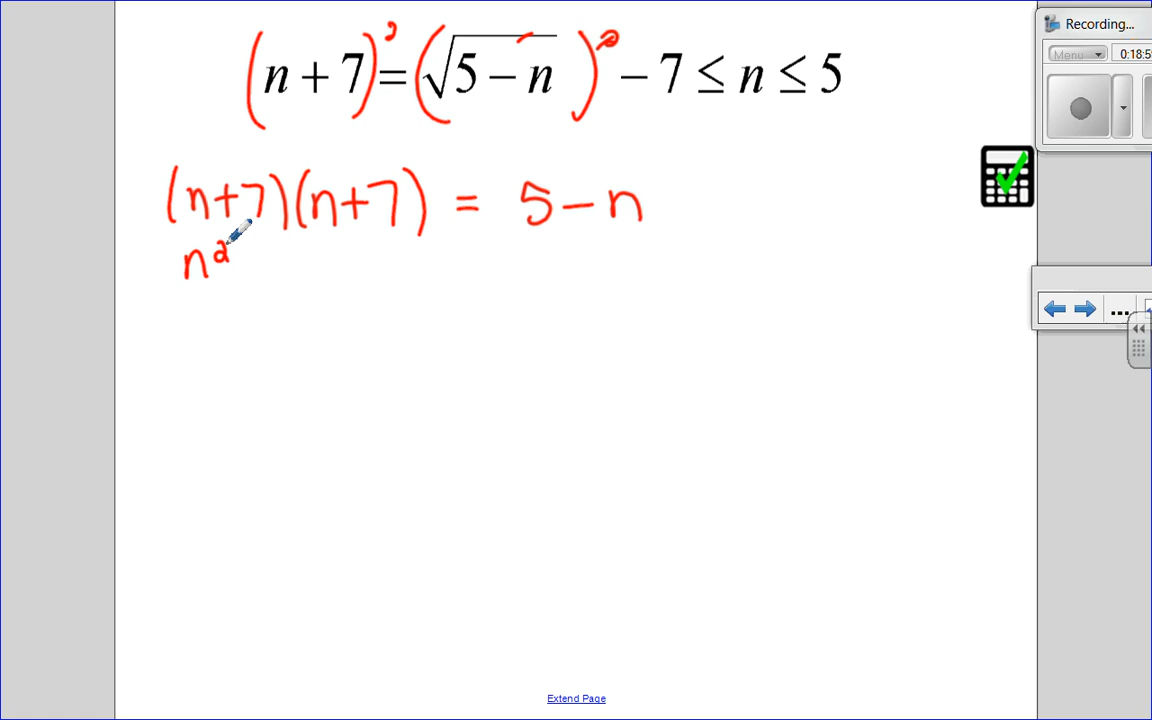 (n + 7)² = (√5 − n)² − 7 ≤ n ≤ 5
Recording...
Menu
0:18:5
(n+7)(n+7) = 5 − n
n²
...
Extend Page